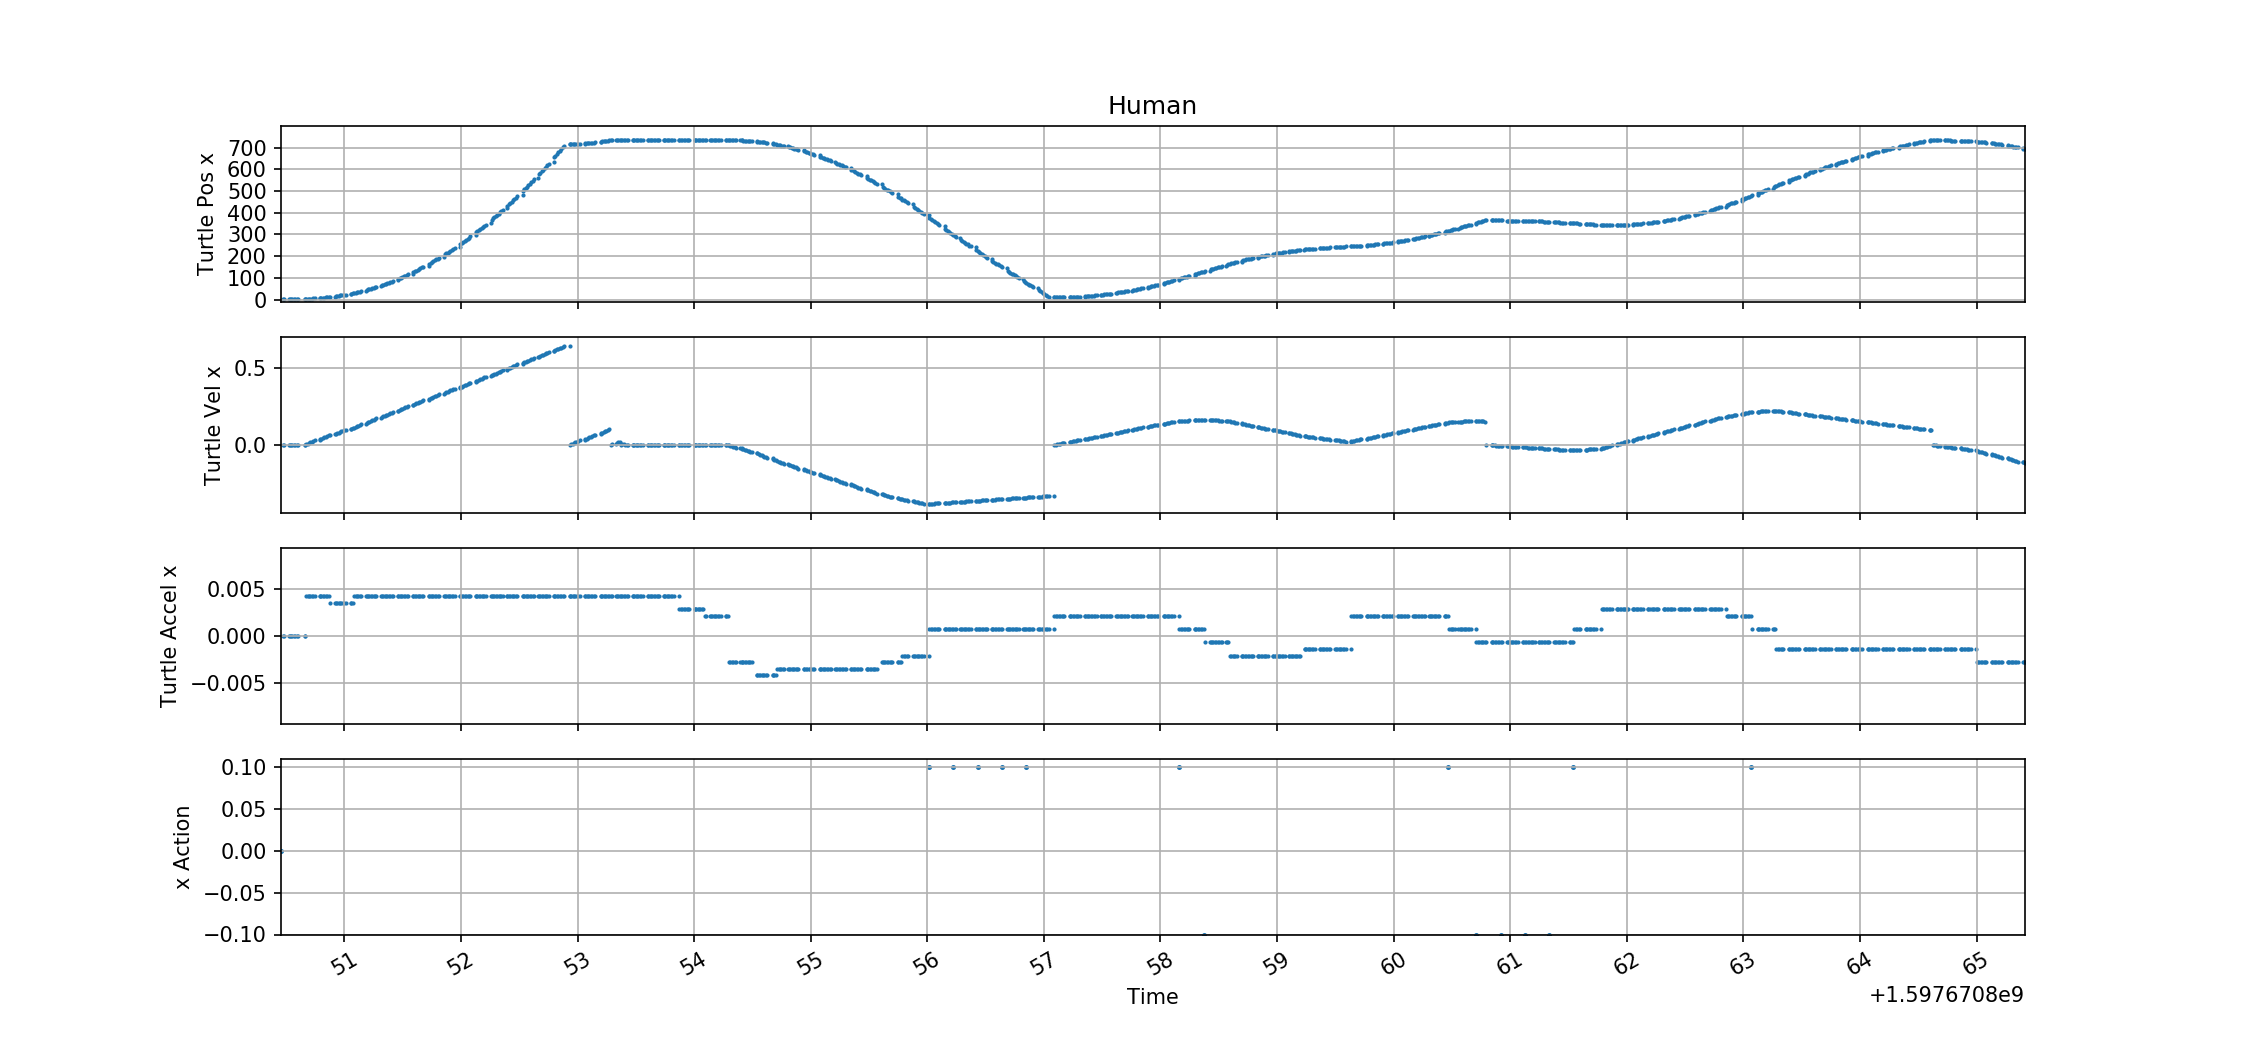 Human
Turtle Pos x
700
600
500
400
300
200
100
0
Turtle Vel x
0.5
0.0
Turtle Accel x
0.005
0.000
−0.005
x Action
0.10
0.05
0.00
−0.05
−0.10
51 52 53 54 55 56 57 58 59 60 61 62 63 64 65
Time
+1.5976708e9